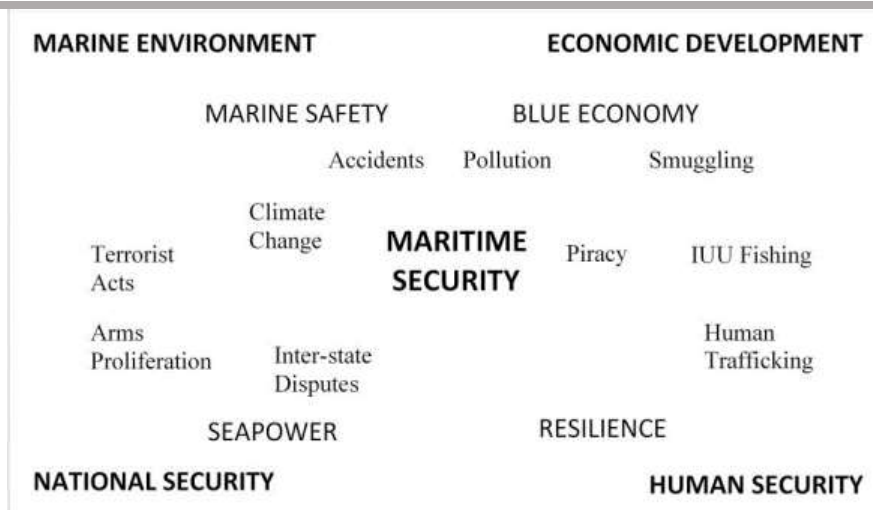 MARINE ENVIRONMENT
ECONOMIC DEVELOPMENT
MARINE SAFETY
BLUE ECONOMY
Accidents
Pollution
Smuggling
Climate
Change
Terrorist
Acts
MARITIME
SECURITY
Piracy
IUU Fishing
Arms
Proliferation
Inter-state
Disputes
Human
Trafficking
SEAPOWER
RESILIENCE
NATIONAL SECURITY
HUMAN SECURITY